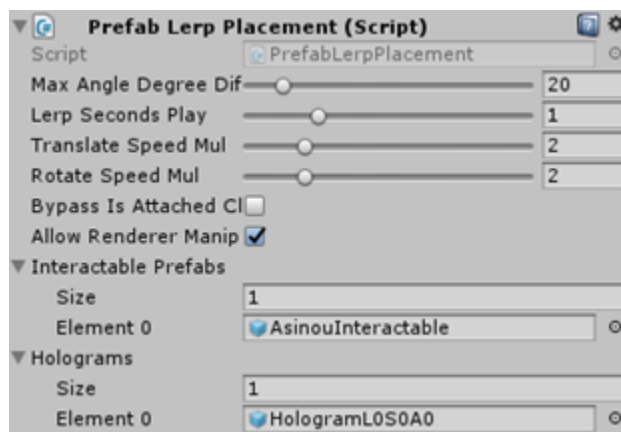 Prefab Lerp Placement (Script)
Script PrefabLerpPlacement
Max Angle Degree Dif 20
Lerp Seconds Play 1
Translate Speed Mul 2
Rotate Speed Mul 2
Bypass Is Attached Cl
Allow Renderer Manip
Interactable Prefabs
Size 1
Element 0 AsinouInteractable
Holograms
Size 1
Element 0 HologramL0S0A0